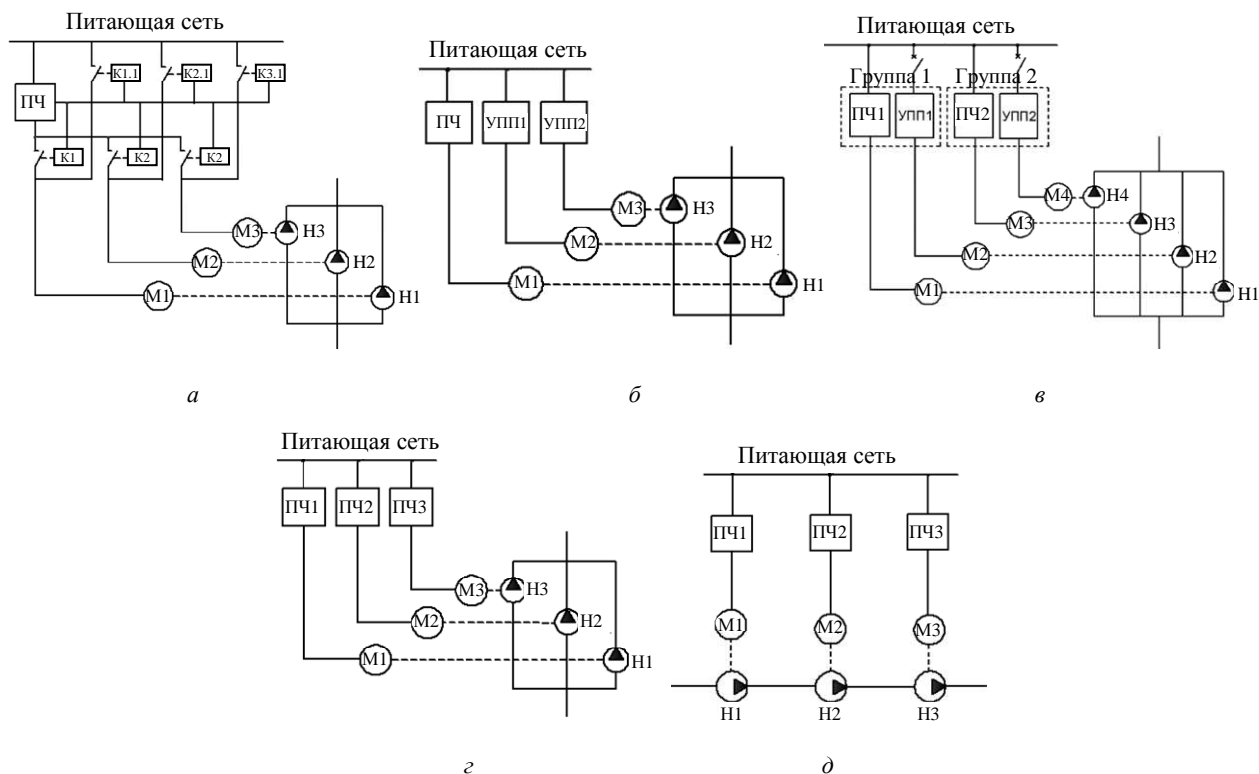 Питающая сеть
К1.1 К2.1 К3.1
ПЧ
К1 К2 К2
М3 Н3
М2 Н2
М1 Н1
а
Питающая сеть
ПЧ УПП1 УПП2
М3 Н3
М2 Н2
М1 Н1
б
Питающая сеть
Группа 1 Группа 2
ПЧ1 УПП1 ПЧ2 УПП2
М4 Н4
М3 Н3
М2 Н2
М1 Н1
в
Питающая сеть
ПЧ1 ПЧ2 ПЧ3
М3 Н3
М2 Н2
М1 Н1
г
Питающая сеть
ПЧ1 ПЧ2 ПЧ3
М1 М2 М3
Н1 Н2 Н3
д